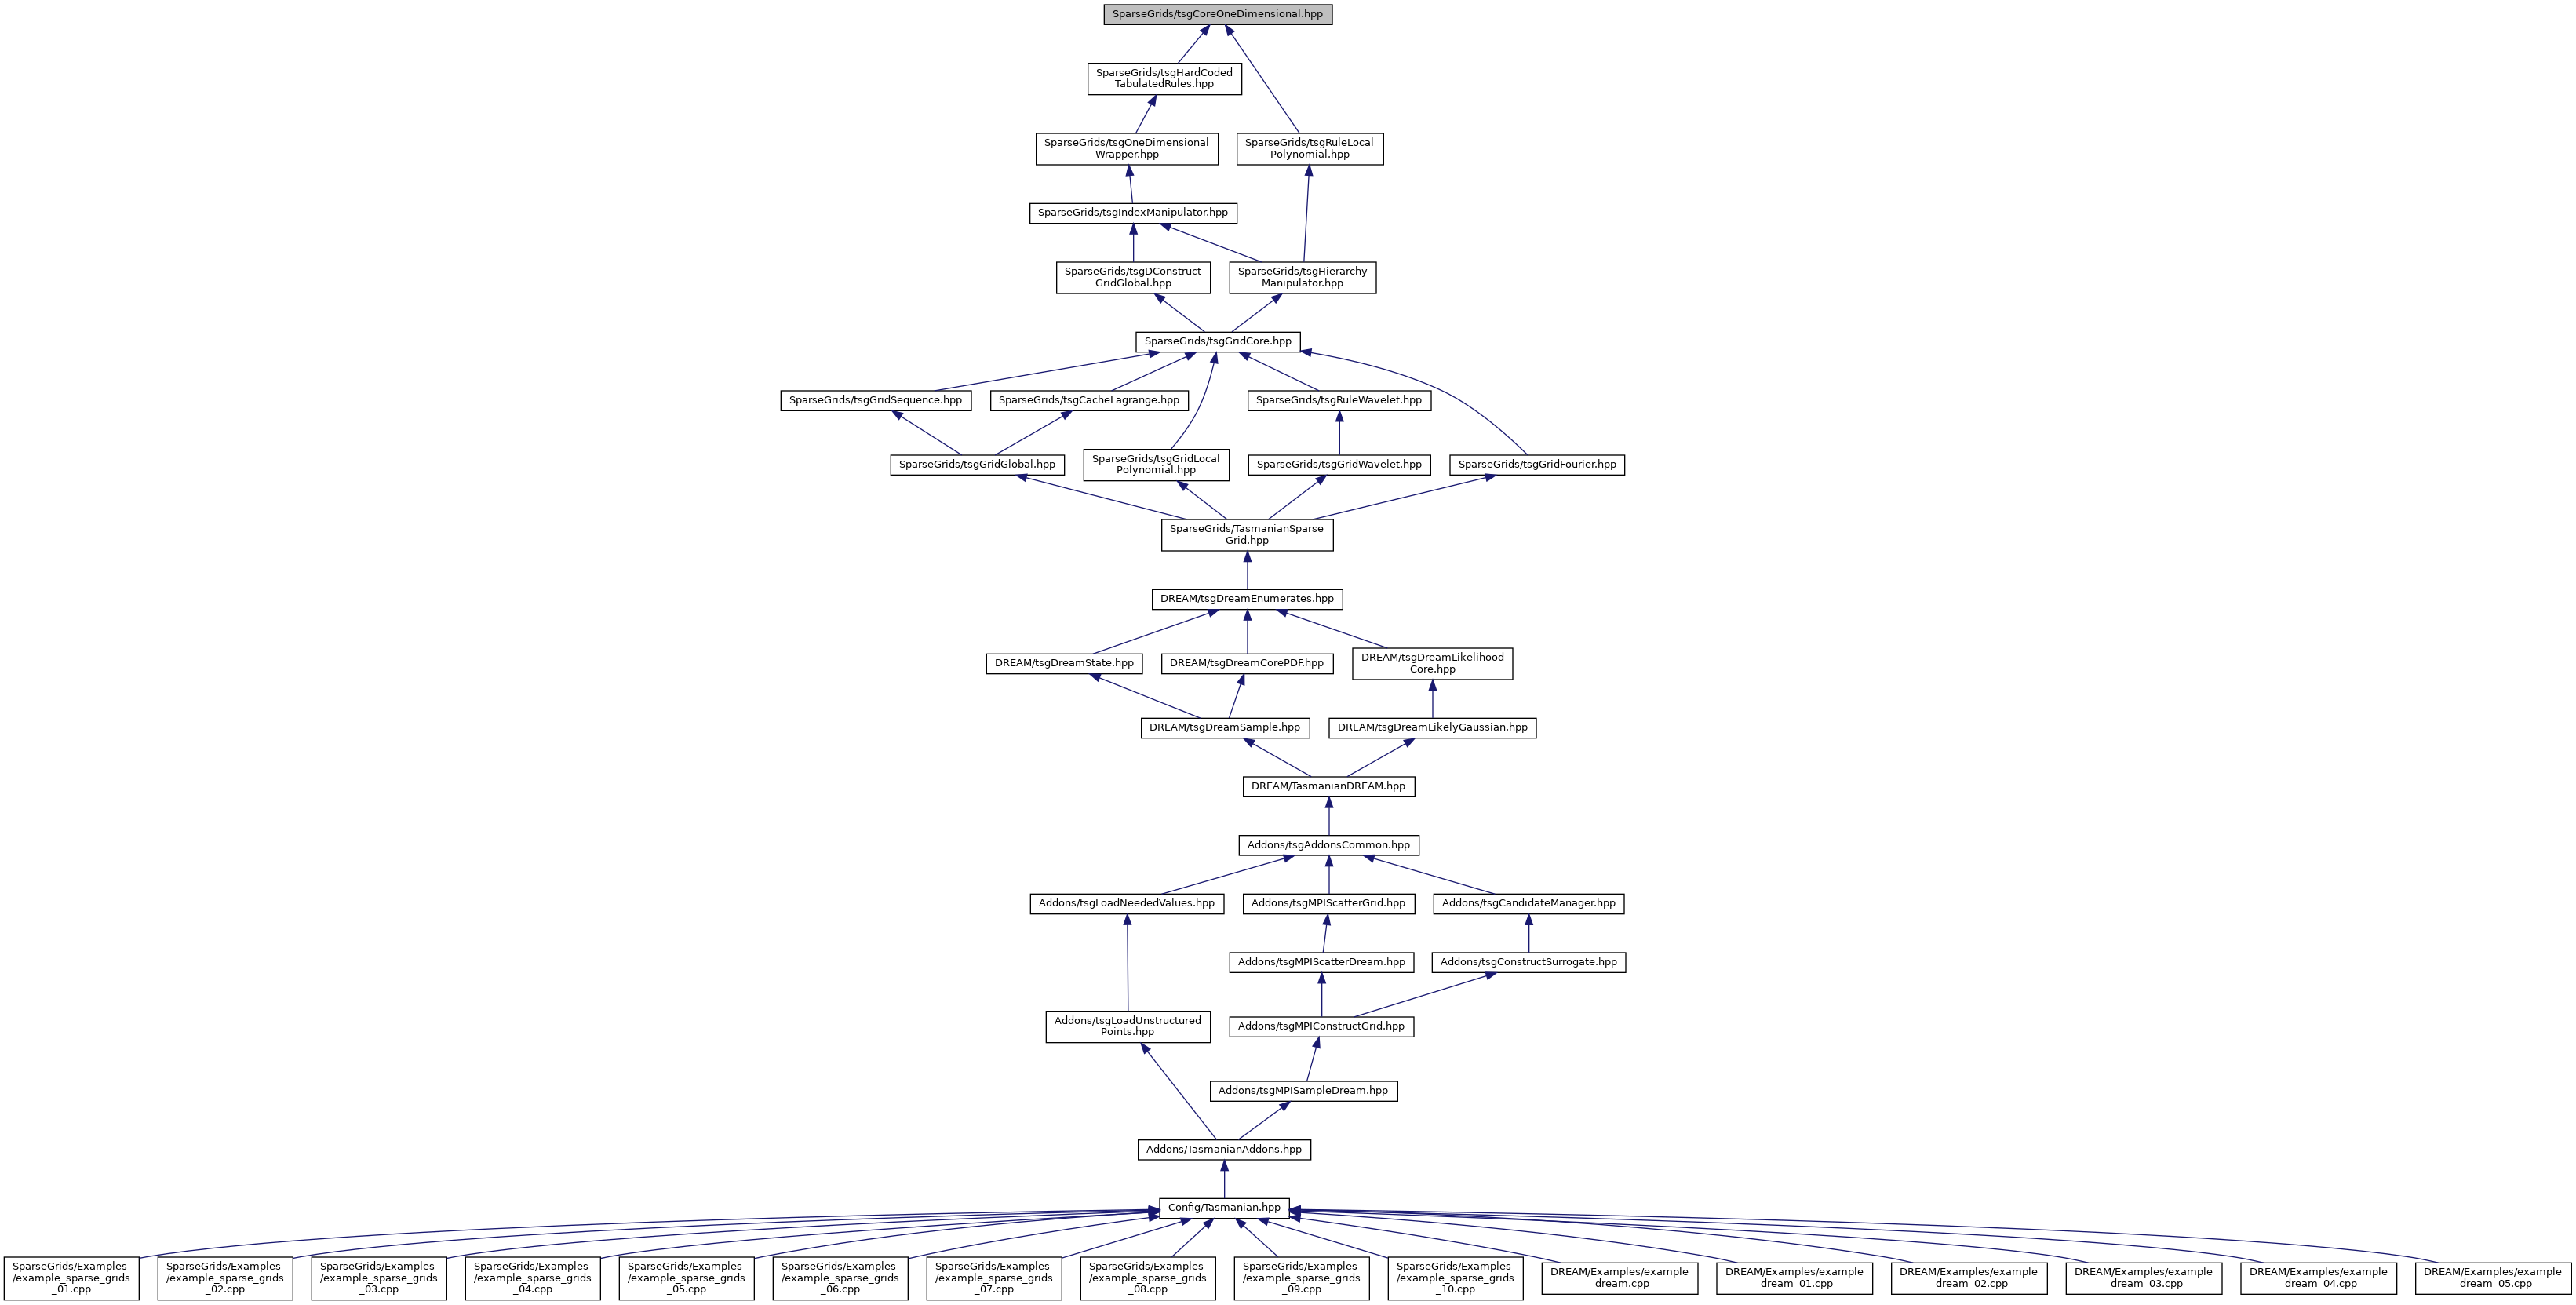 SparseGrids/tsgCoreOneDimensional.hpp
SparseGrids/tsgHardCoded
TabulatedRules.hpp
SparseGrids/tsgOneDimensional
Wrapper.hpp
SparseGrids/tsgRuleLocal
Polynomial.hpp
SparseGrids/tsgIndexManipulator.hpp
SparseGrids/tsgDConstruct
GridGlobal.hpp
SparseGrids/tsgHierarchy
Manipulator.hpp
SparseGrids/tsgGridCore.hpp
SparseGrids/tsgGridSequence.hpp
SparseGrids/tsgCacheLagrange.hpp
SparseGrids/tsgRuleWavelet.hpp
SparseGrids/tsgGridGlobal.hpp
SparseGrids/tsgGridLocal
Polynomial.hpp
SparseGrids/tsgGridWavelet.hpp
SparseGrids/tsgGridFourier.hpp
SparseGrids/TasmanianSparse
Grid.hpp
DREAM/tsgDreamEnumerates.hpp
DREAM/tsgDreamState.hpp
DREAM/tsgDreamCorePDF.hpp
DREAM/tsgDreamLikelihood
Core.hpp
DREAM/tsgDreamSample.hpp
DREAM/tsgDreamLikelyGaussian.hpp
DREAM/TasmanianDREAM.hpp
Addons/tsgAddonsCommon.hpp
Addons/tsgLoadNeededValues.hpp
Addons/tsgMPIScatterGrid.hpp
Addons/tsgCandidateManager.hpp
Addons/tsgMPIScatterDream.hpp
Addons/tsgConstructSurrogate.hpp
Addons/tsgLoadUnstructured
Points.hpp
Addons/tsgMPIConstructGrid.hpp
Addons/tsgMPISampleDream.hpp
Addons/TasmanianAddons.hpp
Config/Tasmanian.hpp
SparseGrids/Examples
/example_sparse_grids
_01.cpp
SparseGrids/Examples
/example_sparse_grids
_02.cpp
SparseGrids/Examples
/example_sparse_grids
_03.cpp
SparseGrids/Examples
/example_sparse_grids
_04.cpp
SparseGrids/Examples
/example_sparse_grids
_05.cpp
SparseGrids/Examples
/example_sparse_grids
_06.cpp
SparseGrids/Examples
/example_sparse_grids
_07.cpp
SparseGrids/Examples
/example_sparse_grids
_08.cpp
SparseGrids/Examples
/example_sparse_grids
_09.cpp
SparseGrids/Examples
/example_sparse_grids
_10.cpp
DREAM/Examples/example
_dream.cpp
DREAM/Examples/example
_dream_01.cpp
DREAM/Examples/example
_dream_02.cpp
DREAM/Examples/example
_dream_03.cpp
DREAM/Examples/example
_dream_04.cpp
DREAM/Examples/example
_dream_05.cpp